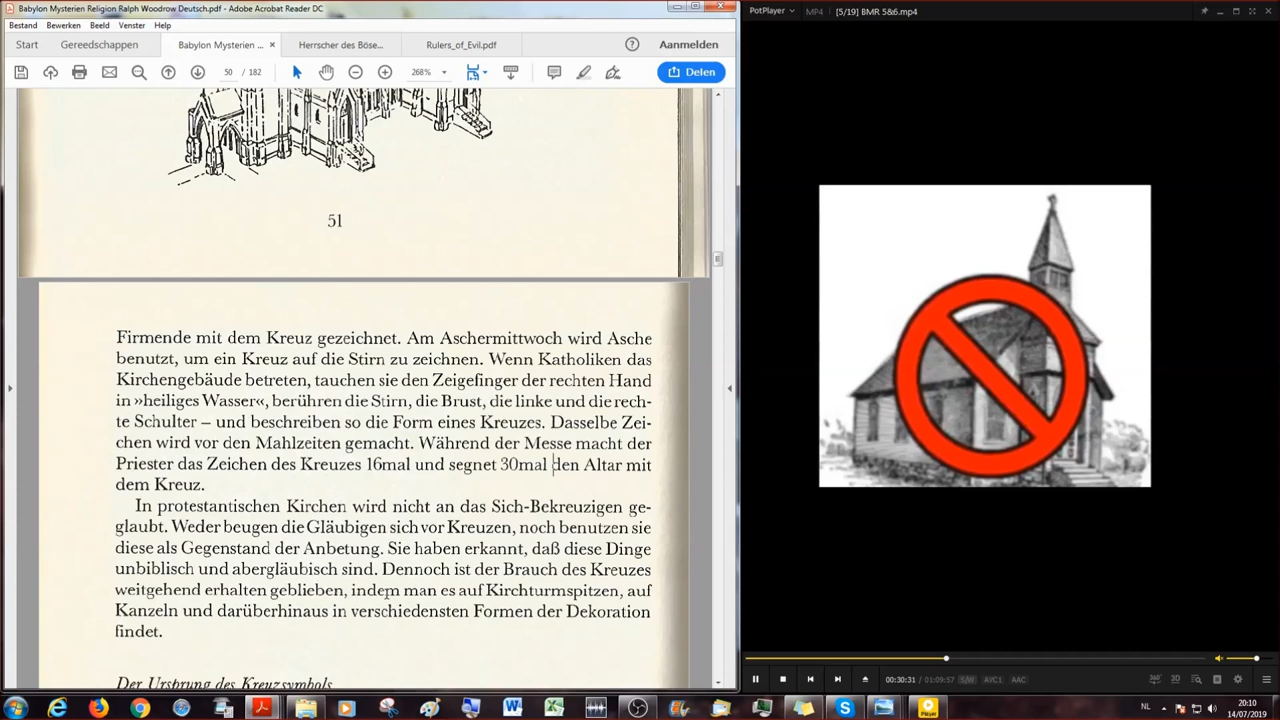 Babylon Mysterien Religion Ralph Woodrow Deutsch.pdf - Adobe Acrobat Reader DC
Bestand Bewerken Beeld Venster Help
Start Gereedschappen Babylon Mysterien ... × Herrscher des Böse... Rulers_of_Evil.pdf Aanmelden
50 / 182 268% Delen
51
Firmende mit dem Kreuz gezeichnet. Am Aschermittwoch wird Asche
benutzt, um ein Kreuz auf die Stirn zu zeichnen. Wenn Katholiken das
Kirchengebäude betreten, tauchen sie den Zeigefinger der rechten Hand
in »heiliges Wasser«, berühren die Stirn, die Brust, die linke und die rech-
te Schulter – und beschreiben so die Form eines Kreuzes. Dasselbe Zei-
chen wird vor den Mahlzeiten gemacht. Während der Messe macht der
Priester das Zeichen des Kreuzes 16mal und segnet 30mal den Altar mit
dem Kreuz.
In protestantischen Kirchen wird nicht an das Sich-Bekreuzigen ge-
glaubt. Weder beugen die Gläubigen sich vor Kreuzen, noch benutzen sie
diese als Gegenstand der Anbetung. Sie haben erkannt, daß diese Dinge
unbiblisch und abergläubisch sind. Dennoch ist der Brauch des Kreuzes
weitgehend erhalten geblieben, indem man es auf Kirchturmspitzen, auf
Kanzeln und darüberhinaus in verschiedensten Formen der Dekoration
findet.
Der Ursprung des Kreuzsymbols
PotPlayer MP4 [5/19] BMR 5&6.mp4
00:30:31 / 01:09:57 S/W AVC1 AAC 360° 3D
NL 20:10
14/07/2019